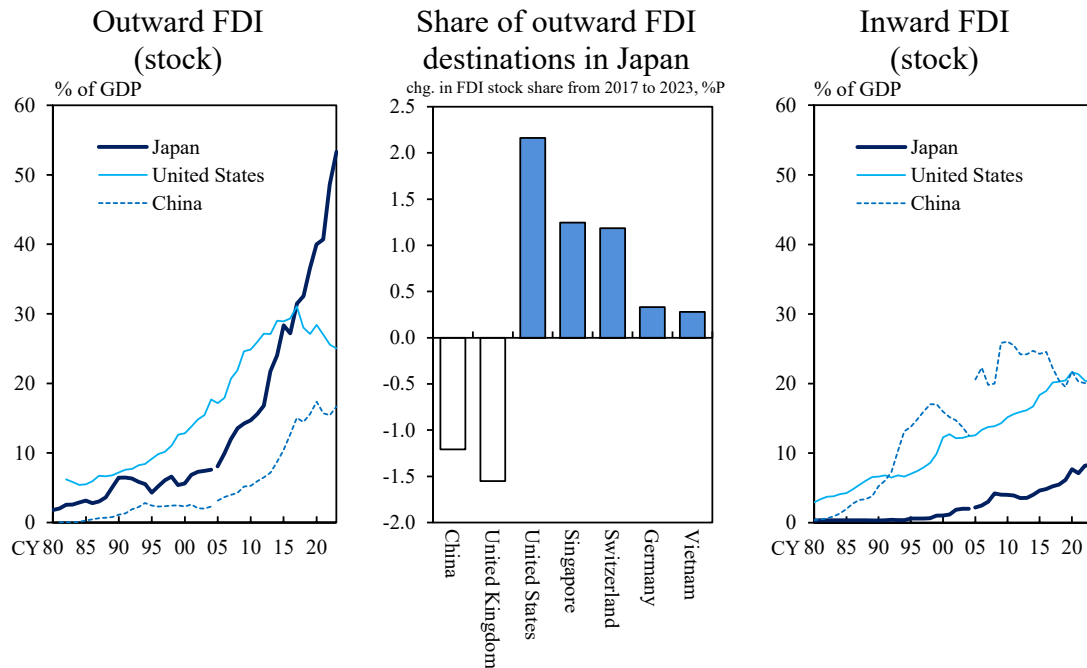 Outward FDI
(stock)
% of GDP
60
50
40
30
20
10
0
Japan
United States
China
CY 80 85 90 95 00 05 10 15 20
Share of outward FDI
destinations in Japan
chg. in FDI stock share from 2017 to 2023, %P
2.5
2.0
1.5
1.0
0.5
0.0
-0.5
-1.0
-1.5
-2.0
China
United Kingdom
United States
Singapore
Switzerland
Germany
Vietnam
Inward FDI
(stock)
% of GDP
60
50
40
30
20
10
0
Japan
United States
China
CY 80 85 90 95 00 05 10 15 20